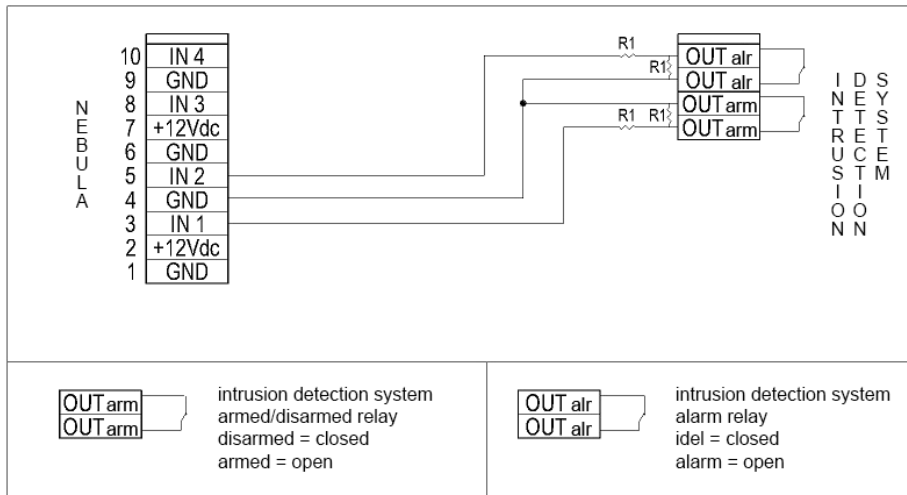 NEBULA
10 IN 4
9 GND
8 IN 3
7 +12Vdc
6 GND
5 IN 2
4 GND
3 IN 1
2 +12Vdc
1 GND
R1
R1
R1
R1
OUT alr
OUT alr
OUT arm
OUT arm
INTRUSION
DETECTION
SYSTEM
OUT arm
OUT arm
intrusion detection system
armed/disarmed relay
disarmed = closed
armed = open
OUT alr
OUT alr
intrusion detection system
alarm relay
idel = closed
alarm = open